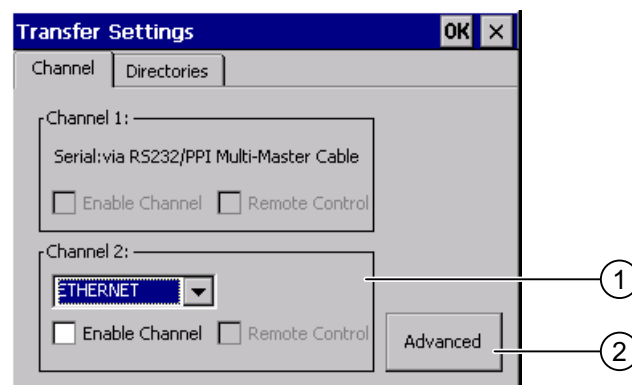 Transfer Settings OK ×
Channel Directories
Channel 1:
Serial:via RS232/PPI Multi-Master Cable
Enable Channel Remote Control
Channel 2:
ETHERNET
Enable Channel Remote Control
Advanced
1
2